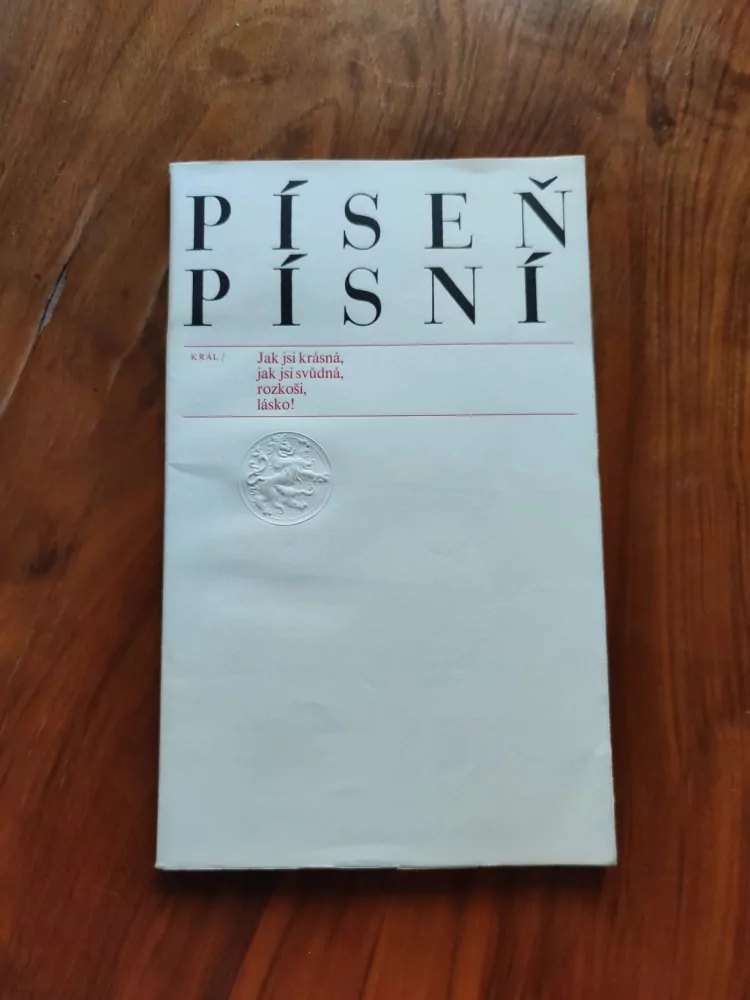 PÍSEŇ
PÍSNÍ
KRÁL / Jak jsi krásná,
jak jsi svůdná,
rozkoši,
lásko!